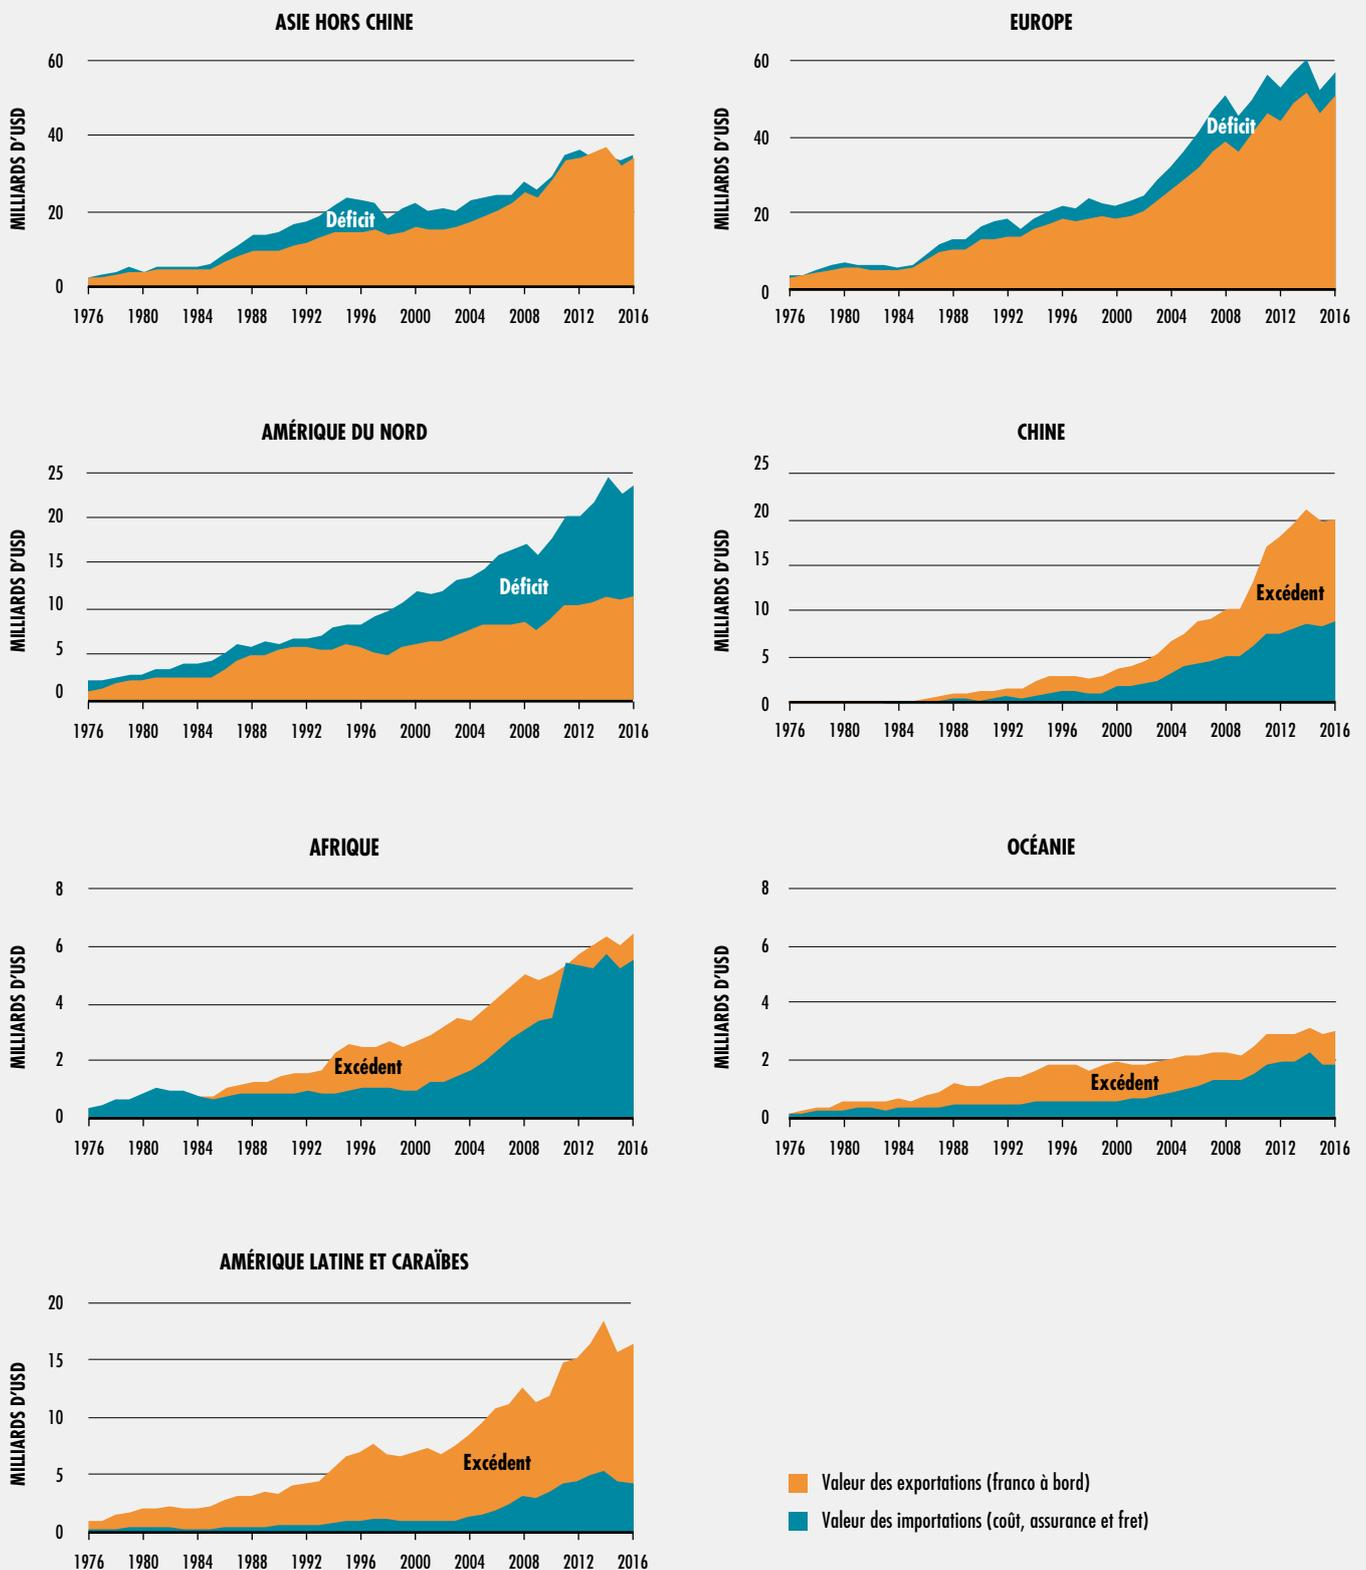 ASIE HORS CHINE
MILLIARDS D'USD
60
40
20
0
Déficit
1976 1980 1984 1988 1992 1996 2000 2004 2008 2012 2016
EUROPE
MILLIARDS D'USD
60
40
20
0
Déficit
1976 1980 1984 1988 1992 1996 2000 2004 2008 2012 2016
AMÉRIQUE DU NORD
MILLIARDS D'USD
25
20
15
10
5
0
Déficit
1976 1980 1984 1988 1992 1996 2000 2004 2008 2012 2016
CHINE
MILLIARDS D'USD
25
20
15
10
5
0
Excédent
1976 1980 1984 1988 1992 1996 2000 2004 2008 2012 2016
AFRIQUE
MILLIARDS D'USD
8
6
4
2
0
Excédent
1976 1980 1984 1988 1992 1996 2000 2004 2008 2012 2016
OCÉANIE
MILLIARDS D'USD
8
6
4
2
0
Excédent
1976 1980 1984 1988 1992 1996 2000 2004 2008 2012 2016
AMÉRIQUE LATINE ET CARAÏBES
MILLIARDS D'USD
20
15
10
5
0
Excédent
1976 1980 1984 1988 1992 1996 2000 2004 2008 2012 2016
Valeur des exportations (franco à bord)
Valeur des importations (coût, assurance et fret)